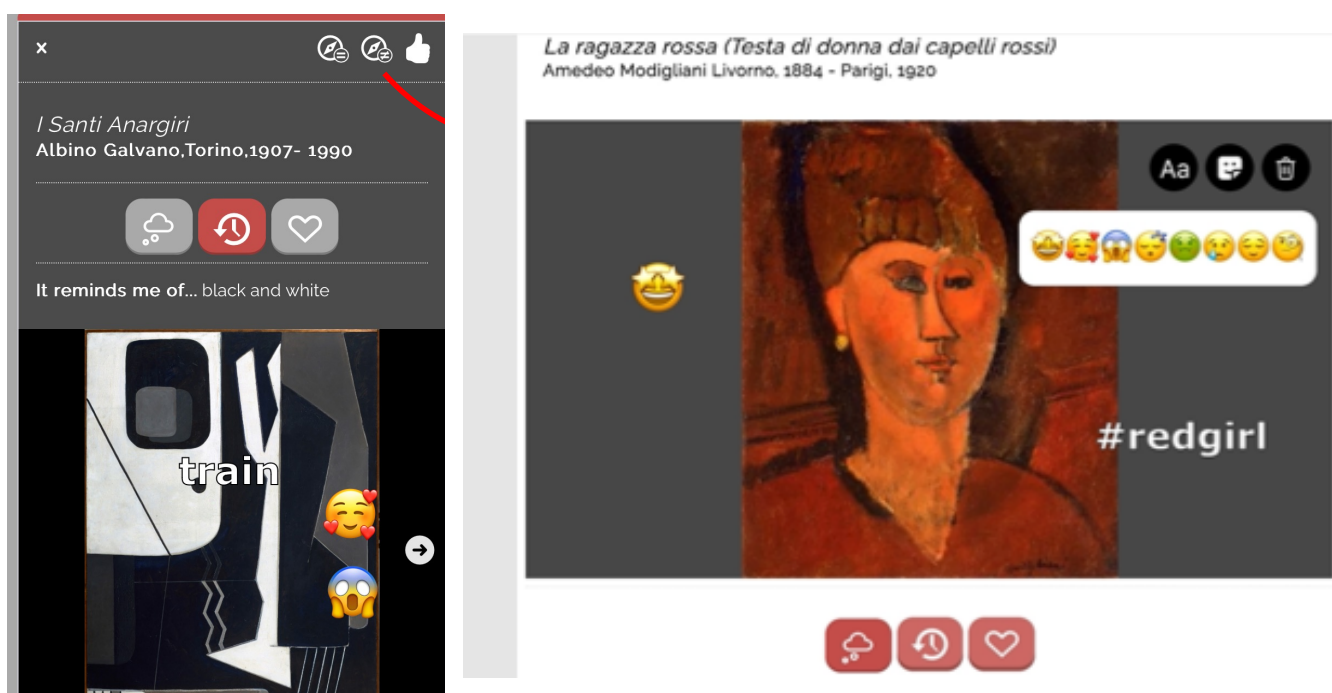 x
I Santi Anargiri
Albino Galvano,Torino,1907- 1990
It reminds me of... black and white
train
La ragazza rossa (Testa di donna dai capelli rossi)
Amedeo Modigliani Livorno, 1884 - Parigi, 1920
Aa
#redgirl